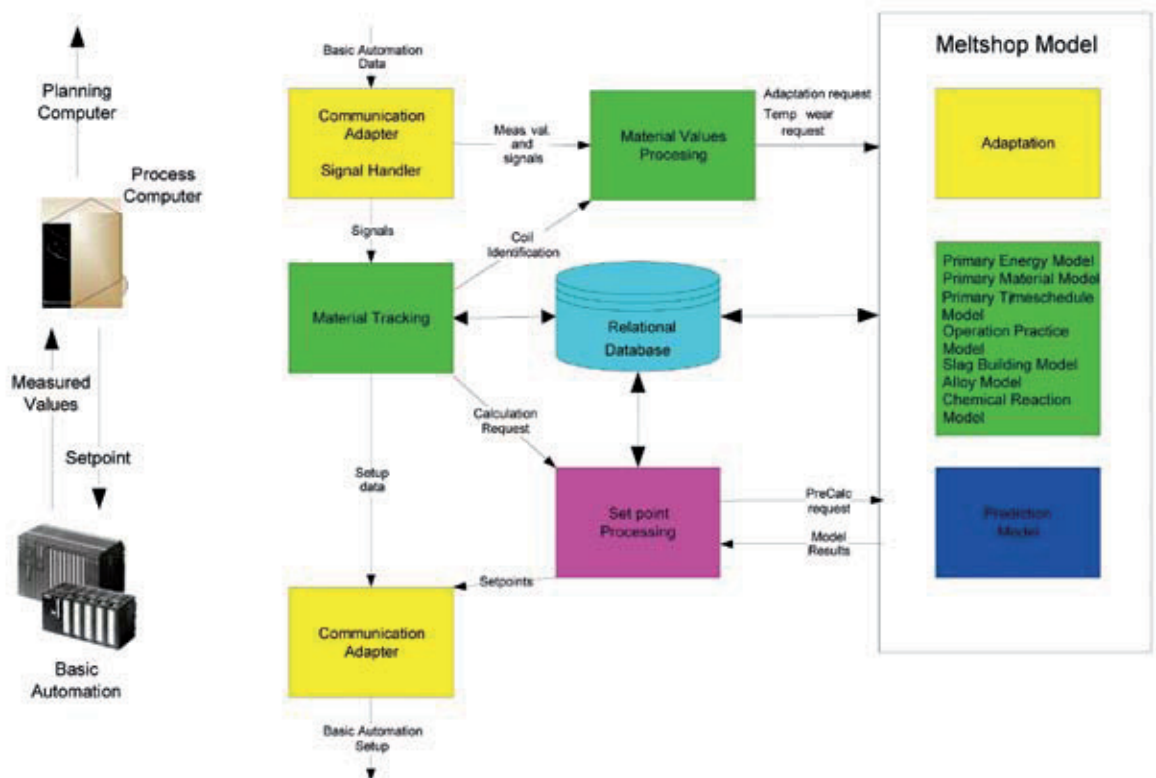 Planning
Computer
Process
Computer
Measured
Values
Setpoint
Basic
Automation
Basic Automation
Data
Communication
Adapter
Signal Handler
Meas. val.
and
signals
Material Values
Procesing
Adaptation request
Temp wear
request
Signals
Coil
Identification
Material Tracking
Relational
Database
Calculation
Request
Setup
data
Set point
Processing
PreCalc
request
Model
Results
Setpoints
Communication
Adapter
Basic Automation
Setup
Meltshop Model
Adaptation
Primary Energy Model
Primary Material Model
Primary Timeschedule
Model
Operation Practice
Model
Slag Building Model
Alloy Model
Chemical Reaction
Model
Prediction
Model